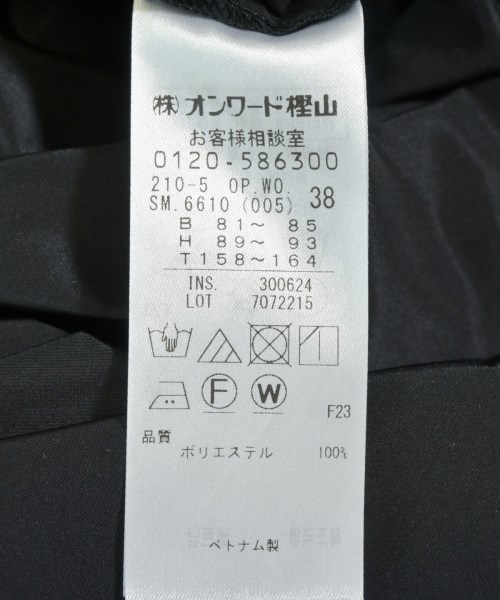 (株)オンワード樫山
お客様相談室
0120-586300
210-5 OP.WO. 38
SM.6610 (005)
B 81〜 85
H 89〜 93
T 158〜164
INS. 300624
LOT 7072215
F W
F23
品質
ポリエステル 100%
ベトナム製